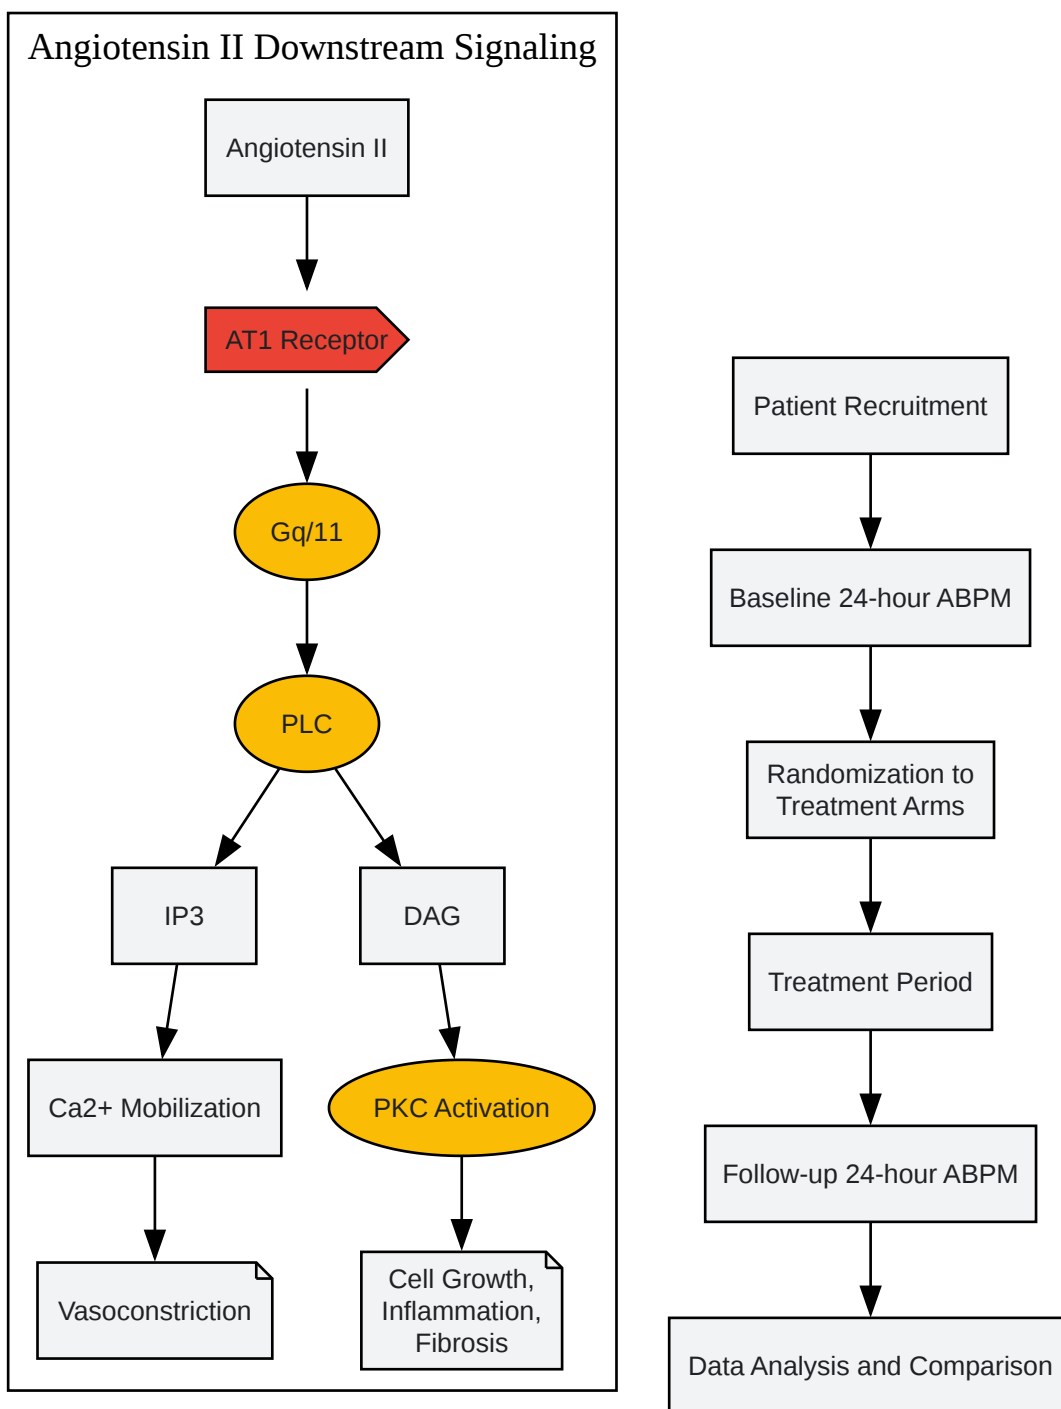 Angiotensin II Downstream Signaling
Angiotensin II
AT1 Receptor
Gq/11
PLC
IP3
DAG
Ca2+ Mobilization
PKC Activation
Vasoconstriction
Cell Growth,
Inflammation,
Fibrosis
Patient Recruitment
Baseline 24-hour ABPM
Randomization to
Treatment Arms
Treatment Period
Follow-up 24-hour ABPM
Data Analysis and Comparison